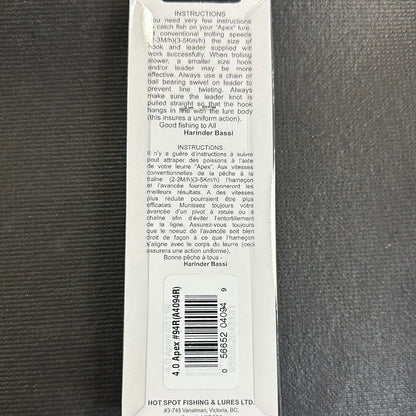 INSTRUCTIONS
You need very few instructions
to catch fish on your "Apex" lure.
At conventional trolling speeds
(2-3M/h)(3-5Km/h) the size of
hook and leader supplied will
work successfully. When trolling
slower, a smaller size hook
and/or leader may be more
effective. Always use a chain or
ball bearing swivel on leader to
prevent line twisting. Always
make sure the leader knot is
pulled straight so that the hook
hangs in line with the lure body
(this insures a uniform action).
Good fishing to All
Harinder Bassi
INSTRUCTIONS
Il n'y a guère d'instructions à suivre
pour attraper des poissons à l'aide
de votre leurre "Apex". Aux vitesses
conventionnelles de la pêche à la
traîne (2-3M/h)(3-5Km/h) l'hameçon
et l'avancée fournis donneront les
meilleurs résultats. A des vitesses
plus réduite pourraient être plus
efficaces. Munissez toujours votre
avancée d'un pivot à rotule ou à
chaîne afin d'éviter l'entortillement
de la ligne. Assurez-vous toujours
que le noeud de l'avancée soit bien
droit de façon à ce que l'hameçon
s'aligne avec le corps du leurre (ceci
assurera une action uniforme).
Bonne pêche à tous -
Harinder Bassi
4.0 Apex #94R(A4094R)
0 56652 04094 9
HOT SPOT FISHING & LURES LTD.
#3-745 Vanalman, Victoria, BC,